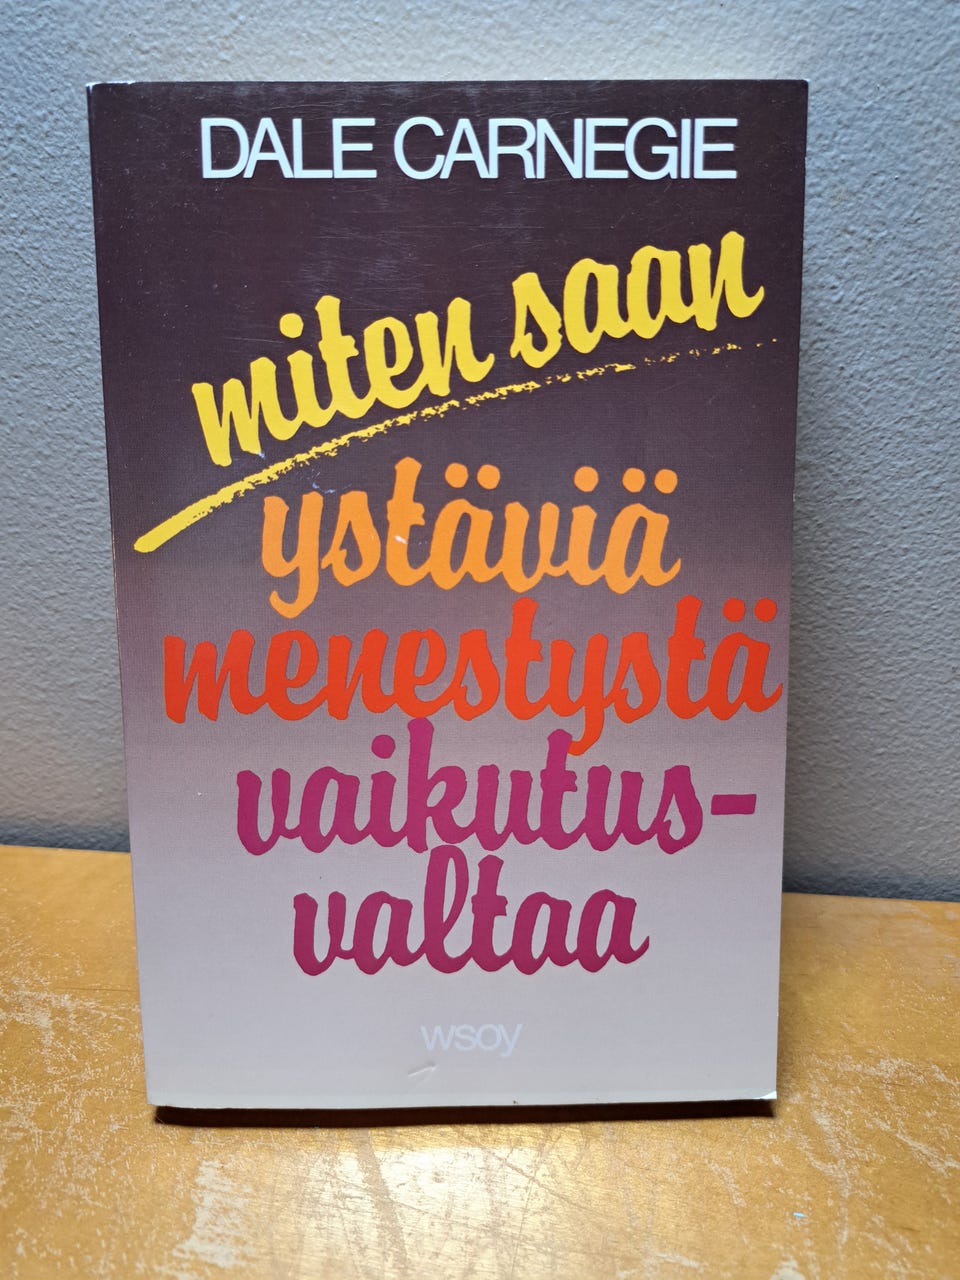 DALE CARNEGIE
miten saan
ystäviä
menestystä
vaikutus-
valtaa
wsoy